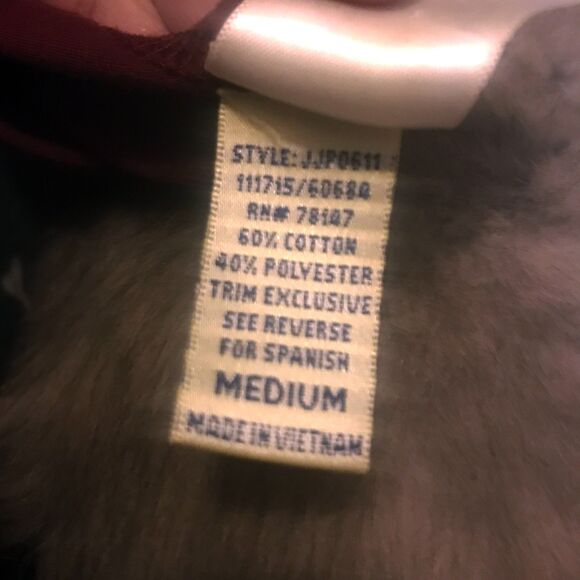 STYLE: JJP0611
111715/60684
RN# 78147
60% COTTON
40% POLYESTER
TRIM EXCLUSIVE
SEE REVERSE
FOR SPANISH
MEDIUM
MADE IN VIETNAM